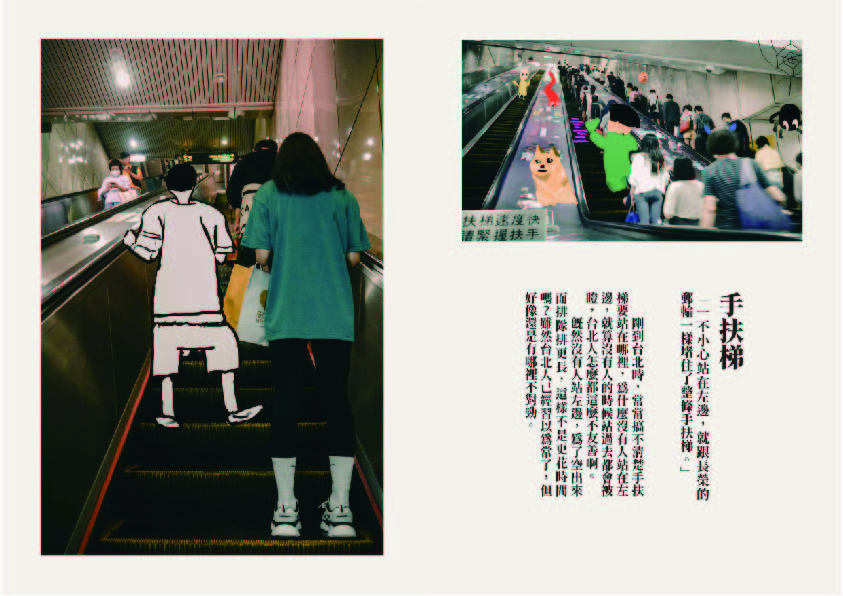 扶梯速度快
請緊握扶手
手扶梯
「一不小心站在左邊，就跟長榮的
郵輪一樣堵住了整條手扶梯。」
剛到台北時，常常搞不清楚手扶
梯要站在哪裡，為什麼沒有人站在左
邊，就算沒有人的時候站過去都會被
瞪，台北人怎麼都這麼不友善啊。
既然沒有人站左邊，為了空出來
而排隊排更長，這樣不是更花時間
嗎？雖然台北人已經習以為常了，但
好像還是有哪裡不對勁。